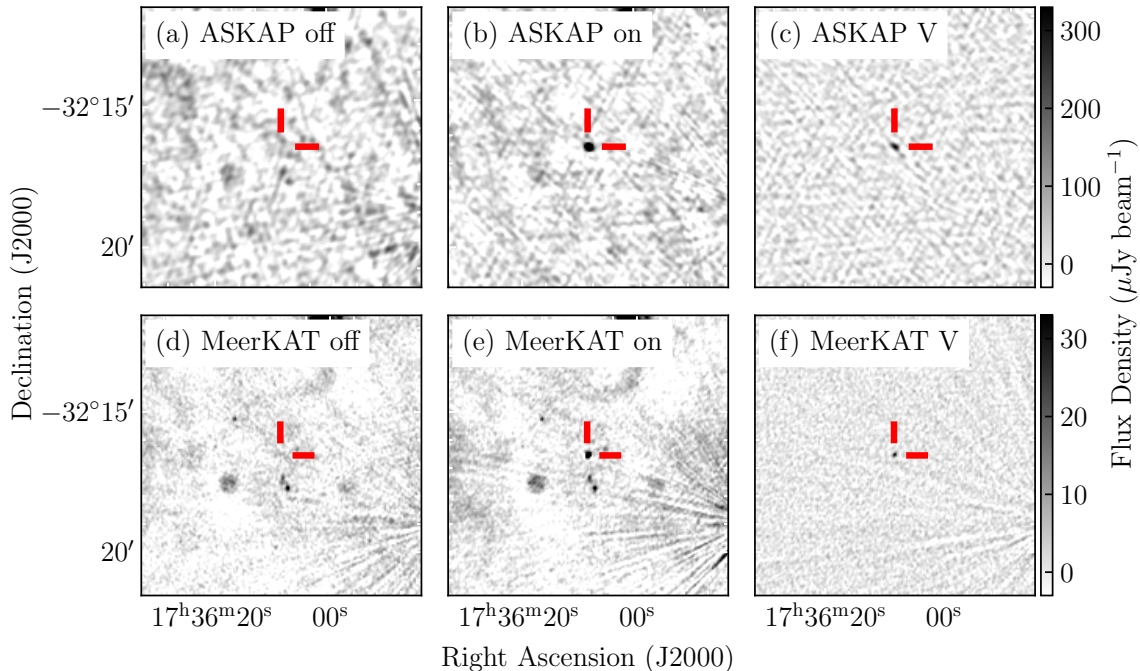 (a) ASKAP off
(b) ASKAP on
(c) ASKAP V
−32°15′
20′
300
200
100
0
(d) MeerKAT off
(e) MeerKAT on
(f) MeerKAT V
−32°15′
20′
30
20
10
0
17ʰ36ᵐ20ˢ 00ˢ
17ʰ36ᵐ20ˢ 00ˢ
17ʰ36ᵐ20ˢ 00ˢ
Right Ascension (J2000)
Declination (J2000)
Flux Density (μJy beam⁻¹)